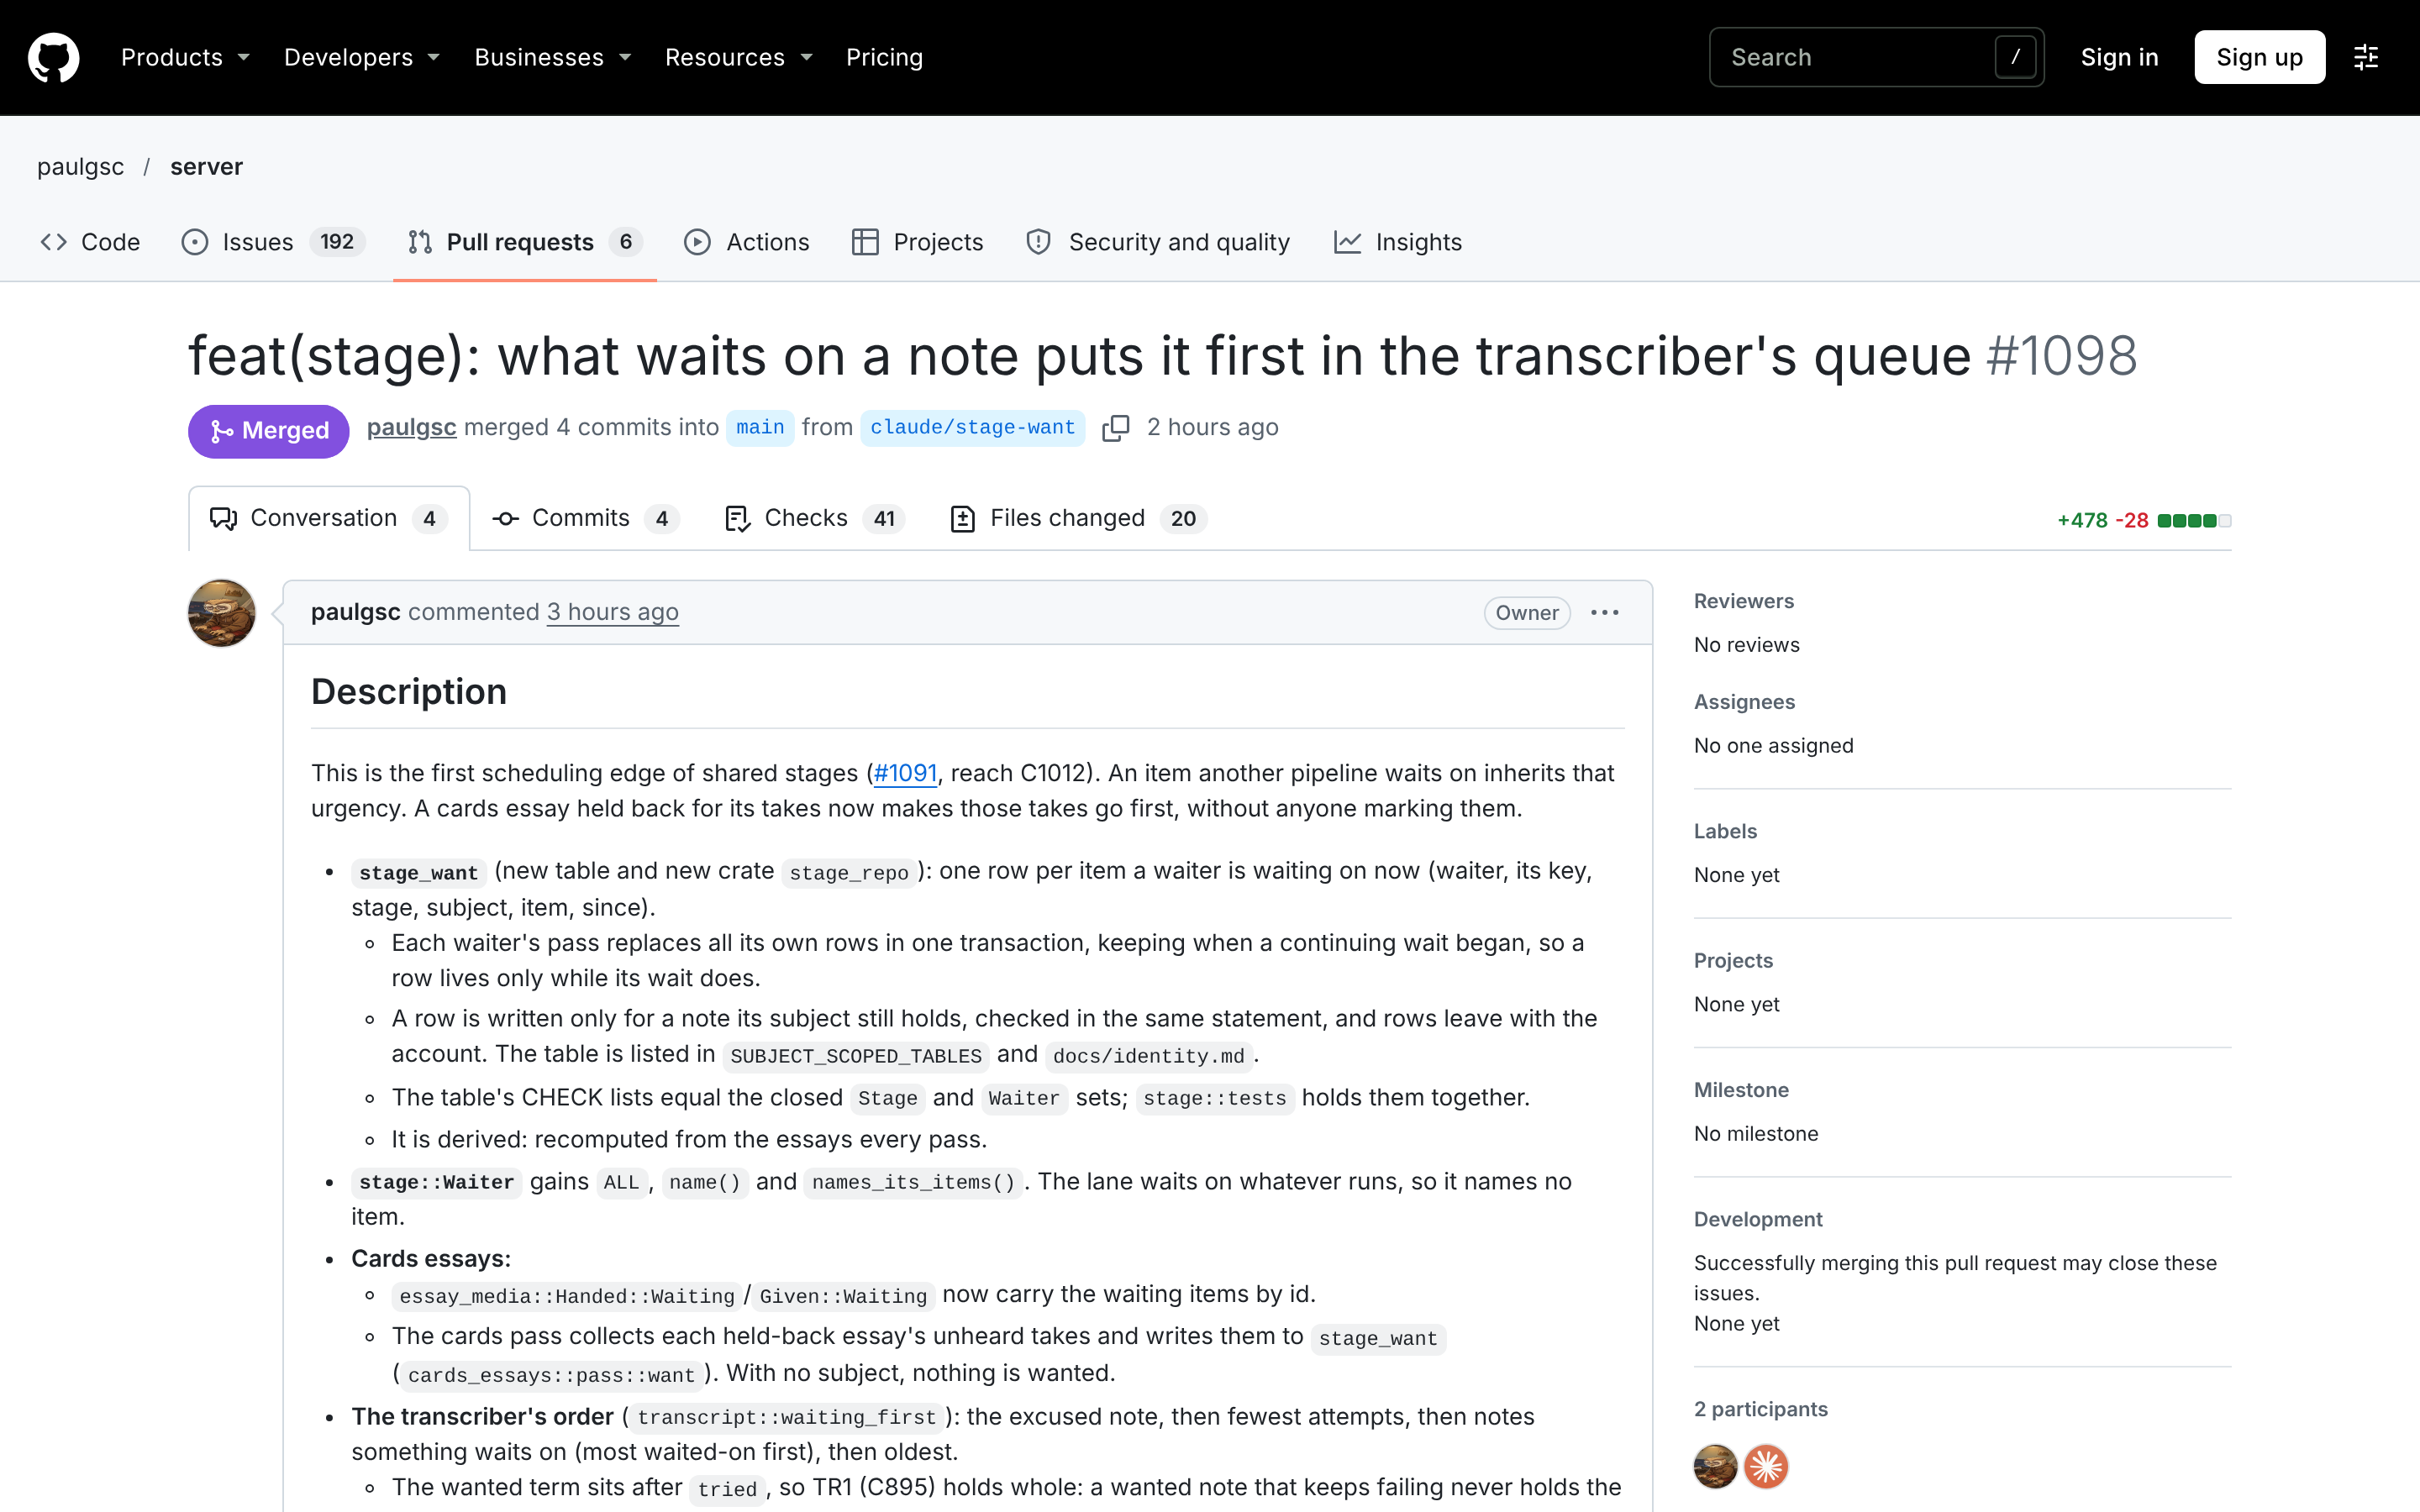 Products Developers Businesses Resources Pricing Search / Sign in Sign up
paulgsc / server
Code Issues 192 Pull requests 6 Actions Projects Security and quality Insights
feat(stage): what waits on a note puts it first in the transcriber's queue #1098
Merged paulgsc merged 4 commits into main from claude/stage-want 2 hours ago
Conversation 4 Commits 4 Checks 41 Files changed 20 +478 -28
paulgsc commented 3 hours ago Owner
Description
This is the first scheduling edge of shared stages (#1091, reach C1012). An item another pipeline waits on inherits that
urgency. A cards essay held back for its takes now makes those takes go first, without anyone marking them.
• stage_want (new table and new crate stage_repo): one row per item a waiter is waiting on now (waiter, its key,
stage, subject, item, since).
◦ Each waiter's pass replaces all its own rows in one transaction, keeping when a continuing wait began, so a
row lives only while its wait does.
◦ A row is written only for a note its subject still holds, checked in the same statement, and rows leave with the
account. The table is listed in SUBJECT_SCOPED_TABLES and docs/identity.md.
◦ The table's CHECK lists equal the closed Stage and Waiter sets; stage::tests holds them together.
◦ It is derived: recomputed from the essays every pass.
• stage::Waiter gains ALL, name() and names_its_items(). The lane waits on whatever runs, so it names no
item.
• Cards essays:
◦ essay_media::Handed::Waiting/Given::Waiting now carry the waiting items by id.
◦ The cards pass collects each held-back essay's unheard takes and writes them to stage_want
(cards_essays::pass::want). With no subject, nothing is wanted.
• The transcriber's order (transcript::waiting_first): the excused note, then fewest attempts, then notes
something waits on (most waited-on first), then oldest.
◦ The wanted term sits after tried, so TR1 (C895) holds whole: a wanted note that keeps failing never holds the
Reviewers
No reviews
Assignees
No one assigned
Labels
None yet
Projects
None yet
Milestone
No milestone
Development
Successfully merging this pull request may close these
issues.
None yet
2 participants